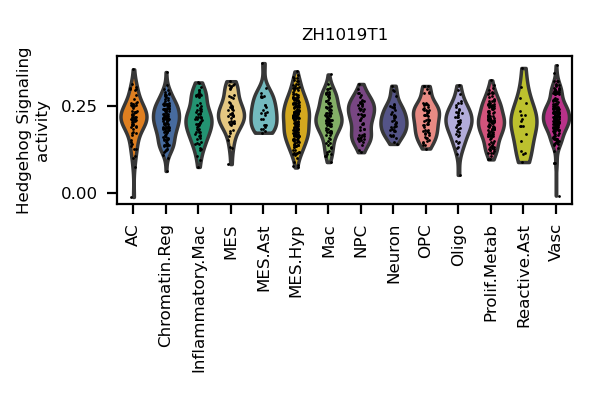 ZH1019T1
Hedgehog Signaling
activity
0.25
0.00
AC
Chromatin.Reg
Inflammatory.Mac
MES
MES.Ast
MES.Hyp
Mac
NPC
Neuron
OPC
Oligo
Prolif.Metab
Reactive.Ast
Vasc